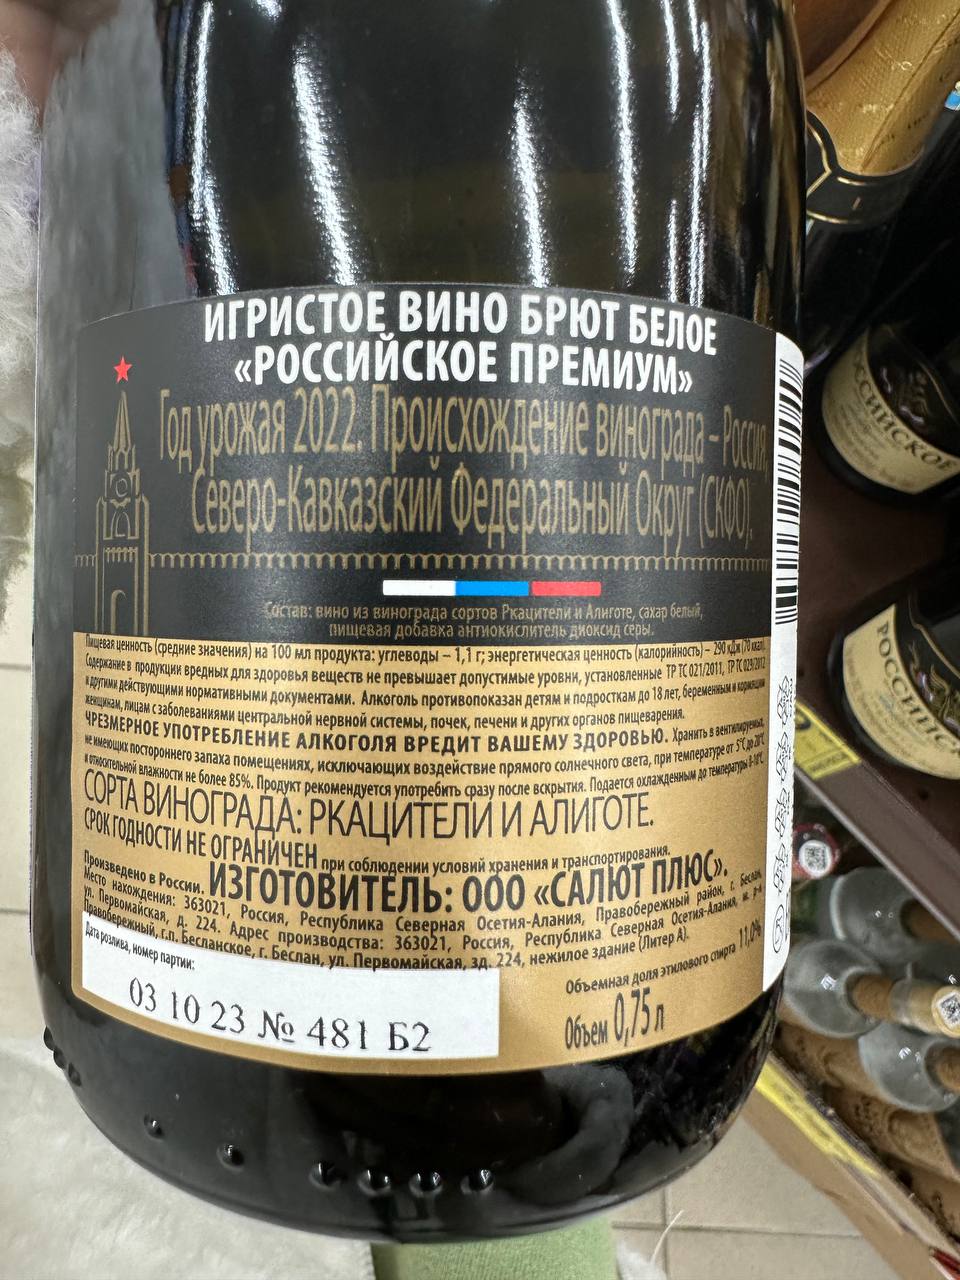 ИГРИСТОЕ ВИНО БРЮТ БЕЛОЕ
«РОССИЙСКОЕ ПРЕМИУМ»
Год урожая 2022. Происхождение винограда – Россия,
Северо-Кавказский Федеральный Округ (СКФО).
Состав: вино из винограда сортов Ркацители и Алиготе, сахар белый,
пищевая добавка антиокислитель диоксид серы.
Пищевая ценность (средние значения) на 100 мл продукта: углеводы – 1,1 г; энергетическая ценность (калорийность) – 290 кДж (70 ккал).
Содержание в продукции вредных для здоровья веществ не превышает допустимые уровни, установленные ТР ТС 021/2011, ТР ТС 029/2012
и другими действующими нормативными документами. Алкоголь противопоказан детям и подросткам до 18 лет, беременным и кормящим
женщинам, лицам с заболеваниями центральной нервной системы, почек, печени и других органов пищеварения.
ЧРЕЗМЕРНОЕ УПОТРЕБЛЕНИЕ АЛКОГОЛЯ ВРЕДИТ ВАШЕМУ ЗДОРОВЬЮ. Хранить в вентилируемых,
не имеющих постороннего запаха помещениях, исключающих воздействие прямого солнечного света, при температуре от 5°С до 20°С
и относительной влажности не более 85%. Продукт рекомендуется употребить сразу после вскрытия. Подается охлажденным до температуры 8-10°С.
СОРТА ВИНОГРАДА: РКАЦИТЕЛИ И АЛИГОТЕ.
СРОК ГОДНОСТИ НЕ ОГРАНИЧЕН при соблюдении условий хранения и транспортирования.
Произведено в России. ИЗГОТОВИТЕЛЬ: ООО «САЛЮТ ПЛЮС».
Место нахождения: 363021, Россия, Республика Северная Осетия-Алания, Правобережный район, г. Беслан,
ул. Первомайская, д. 224. Адрес производства: 363021, Россия, Республика Северная Осетия-Алания, м. р-н
Правобережный, г.п. Бесланское, г. Беслан, ул. Первомайская, зд. 224, нежилое здание (Литер А).
Дата розлива, номер партии:
03 10 23 № 481 Б2
Объемная доля этилового спирта 11,0%
Объем 0,75 л
РОССИЙСКОЕ